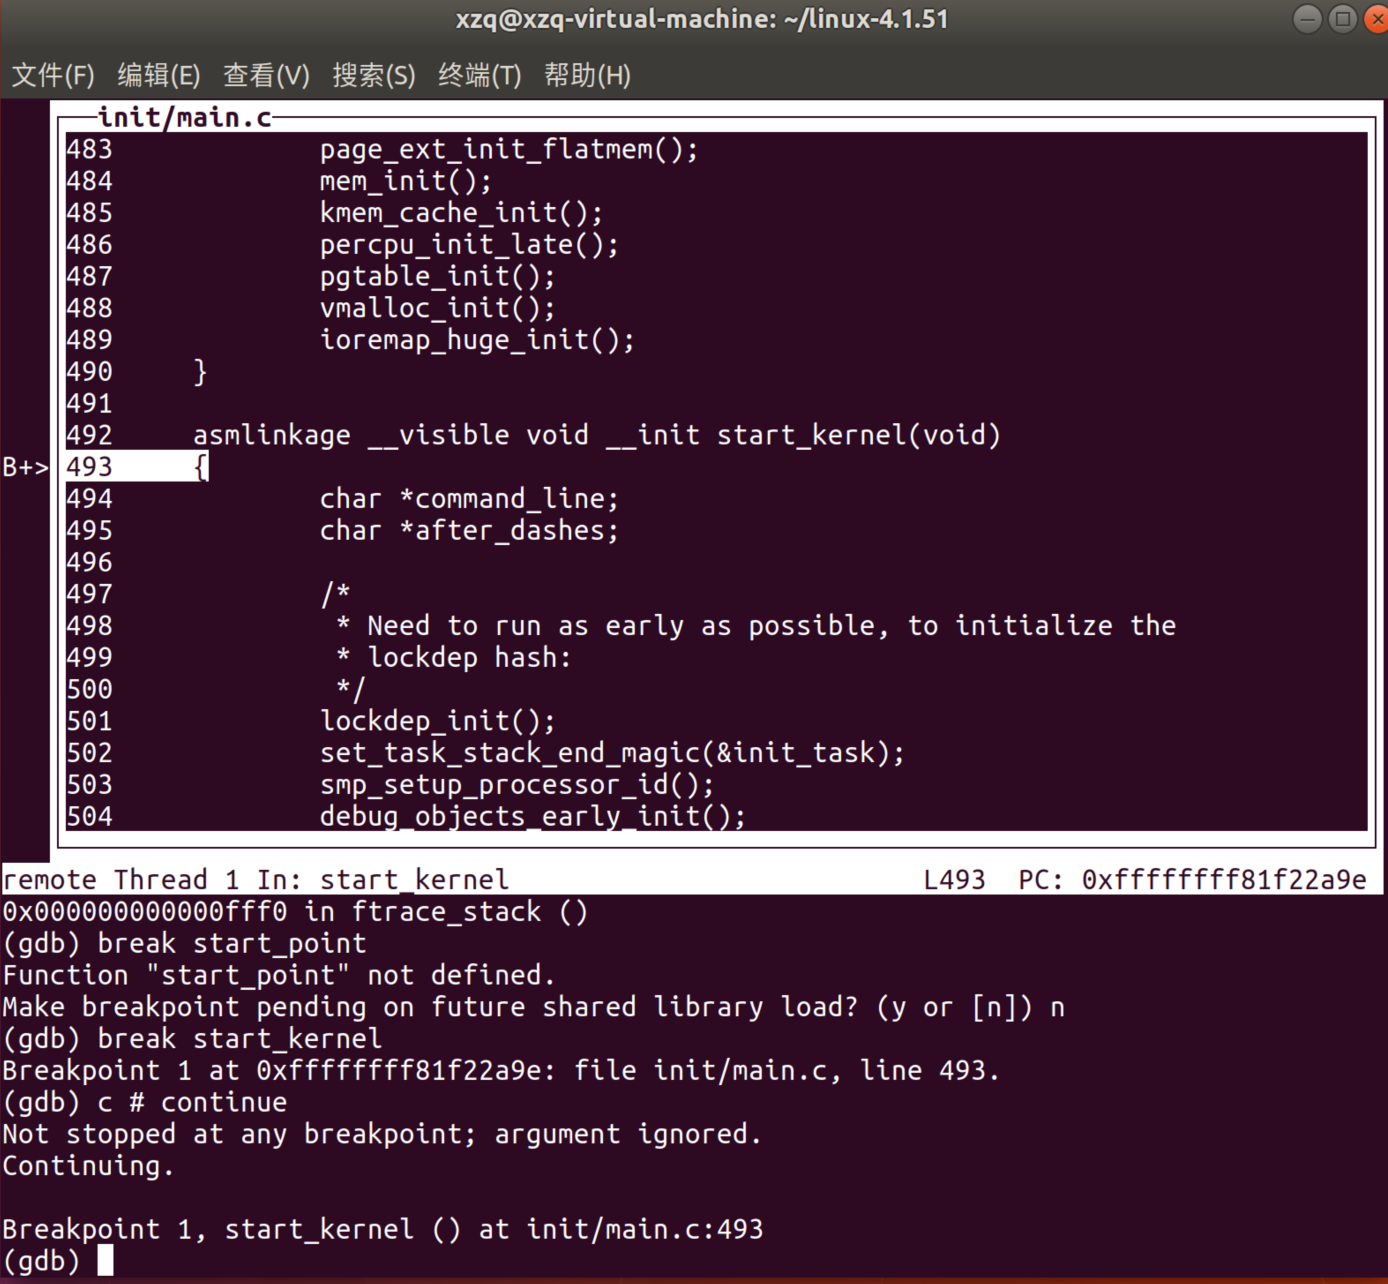 xzq@xzq-virtual-machine: ~/linux-4.1.51
文件(F) 编辑(E) 查看(V) 搜索(S) 终端(T) 帮助(H)
init/main.c
483 page_ext_init_flatmem();
484 mem_init();
485 kmem_cache_init();
486 percpu_init_late();
487 pgtable_init();
488 vmalloc_init();
489 ioremap_huge_init();
490 }
491
492 asmlinkage __visible void __init start_kernel(void)
B+> 493 {
494 char *command_line;
495 char *after_dashes;
496
497 /*
498 * Need to run as early as possible, to initialize the
499 * lockdep hash:
500 */
501 lockdep_init();
502 set_task_stack_end_magic(&init_task);
503 smp_setup_processor_id();
504 debug_objects_early_init();
remote Thread 1 In: start_kernel L493 PC: 0xffffffff81f22a9e
0x000000000000fff0 in ftrace_stack ()
(gdb) break start_point
Function "start_point" not defined.
Make breakpoint pending on future shared library load? (y or [n]) n
(gdb) break start_kernel
Breakpoint 1 at 0xffffffff81f22a9e: file init/main.c, line 493.
(gdb) c # continue
Not stopped at any breakpoint; argument ignored.
Continuing.
Breakpoint 1, start_kernel () at init/main.c:493
(gdb)